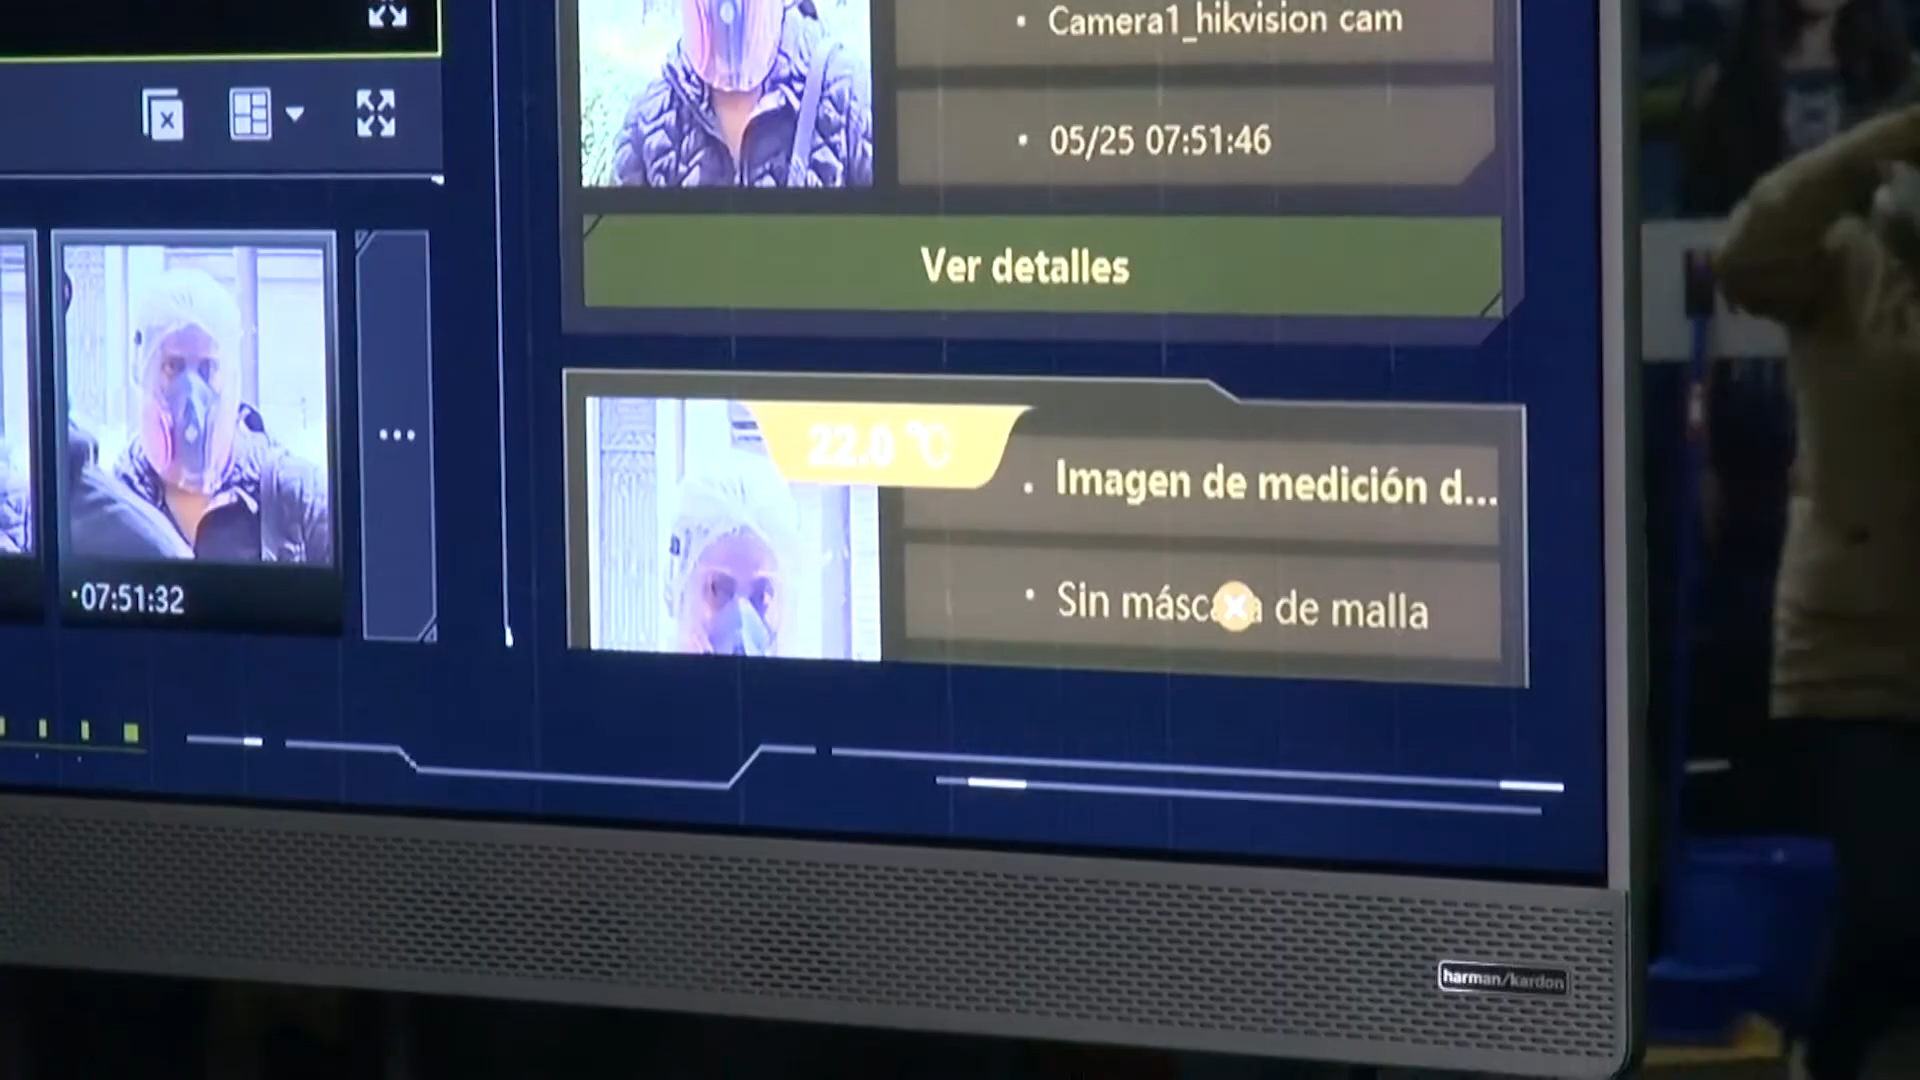 Camera1_hikvision cam
05/25 07:51:46
Ver detalles
22.0 °C
Imagen de medición d...
Sin máscara de malla
07:51:32
harman/kardon